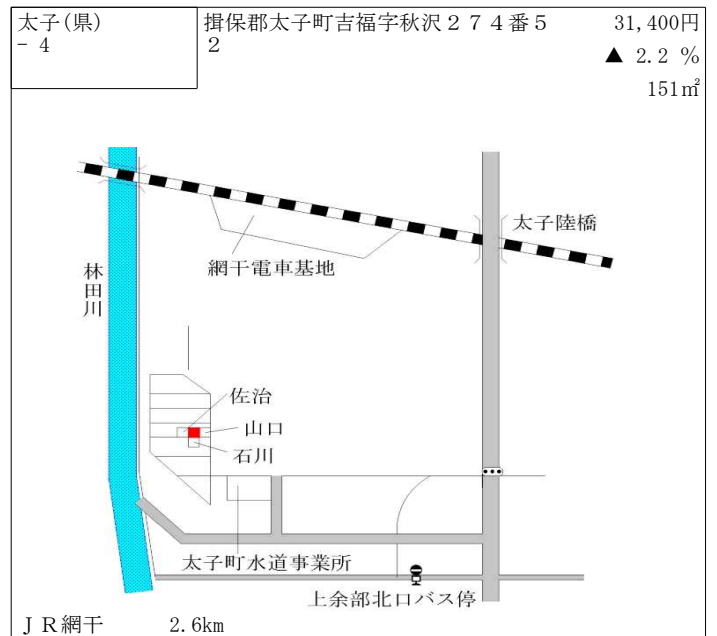 太子(県)
- 4
揖保郡太子町吉福字秋沢２７４番５
２
31,400円
▲ 2.2 %
151㎡
太子陸橋
網干電車基地
林田川
佐治
山口
石川
太子町水道事業所
上余部北口バス停
ＪＲ網干 2.6km